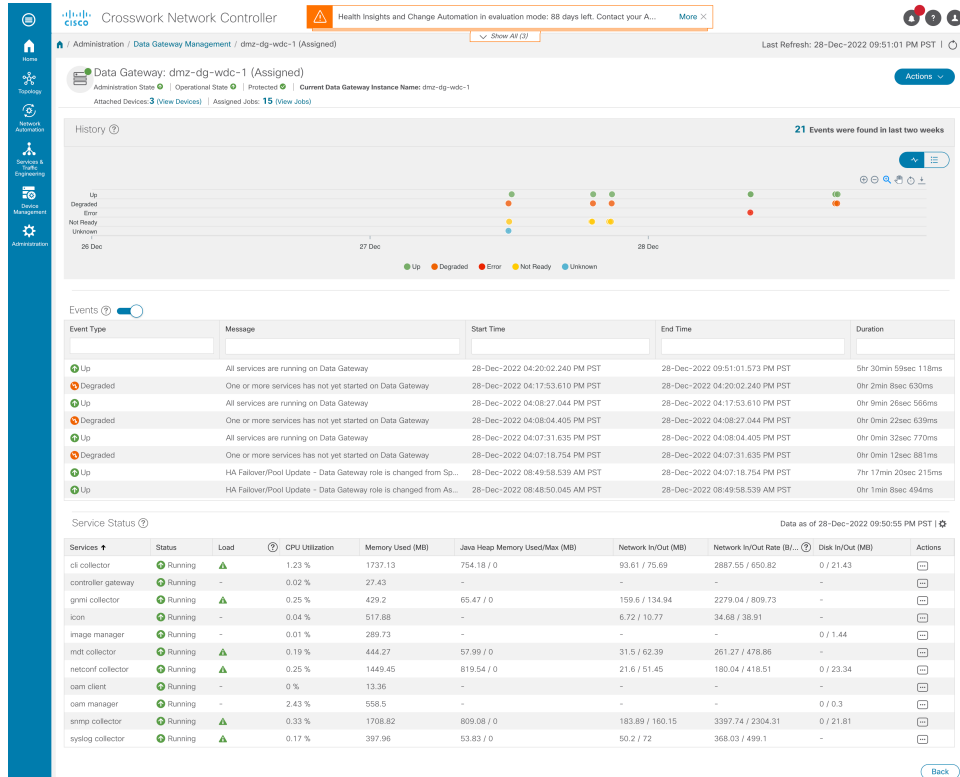 cisco Crosswork Network Controller
Health Insights and Change Automation in evaluation mode: 88 days left. Contact your A... More
Show All (3)
/ Administration / Data Gateway Management / dmz-dg-wdc-1 (Assigned)
Last Refresh: 28-Dec-2022 09:51:01 PM PST
Home
Topology
Network Automation
Services & Traffic Engineering
Device Management
Administration
Data Gateway: dmz-dg-wdc-1 (Assigned)
Actions
Administration State | Operational State | Protected | Current Data Gateway Instance Name: dmz-dg-wdc-1
Attached Devices: 3 (View Devices) | Assigned Jobs: 15 (View Jobs)
History
21 Events were found in last two weeks
Up
Degraded
Error
Not Ready
Unknown
26 Dec 27 Dec 28 Dec
Up Degraded Error Not Ready Unknown
Events
Event Type Message Start Time End Time Duration
Up All services are running on Data Gateway 28-Dec-2022 04:20:02.240 PM PST 28-Dec-2022 09:51:01.573 PM PST 5hr 30min 59sec 118ms
Degraded One or more services has not yet started on Data Gateway 28-Dec-2022 04:17:53.610 PM PST 28-Dec-2022 04:20:02.240 PM PST 0hr 2min 8sec 630ms
Up All services are running on Data Gateway 28-Dec-2022 04:08:27.044 PM PST 28-Dec-2022 04:17:53.610 PM PST 0hr 9min 26sec 566ms
Degraded One or more services has not yet started on Data Gateway 28-Dec-2022 04:08:04.405 PM PST 28-Dec-2022 04:08:27.044 PM PST 0hr 0min 22sec 639ms
Up All services are running on Data Gateway 28-Dec-2022 04:07:31.635 PM PST 28-Dec-2022 04:08:04.405 PM PST 0hr 0min 32sec 770ms
Degraded One or more services has not yet started on Data Gateway 28-Dec-2022 04:07:18.754 PM PST 28-Dec-2022 04:07:31.635 PM PST 0hr 0min 12sec 881ms
Up HA Failover/Pool Update - Data Gateway role is changed from Sp... 28-Dec-2022 08:49:58.539 AM PST 28-Dec-2022 04:07:18.754 PM PST 7hr 17min 20sec 215ms
Up HA Failover/Pool Update - Data Gateway role is changed from As... 28-Dec-2022 08:48:50.045 AM PST 28-Dec-2022 08:49:58.539 AM PST 0hr 1min 8sec 494ms
Service Status
Data as of 28-Dec-2022 09:50:55 PM PST
Services Status Load CPU Utilization Memory Used (MB) Java Heap Memory Used/Max (MB) Network In/Out (MB) Network In/Out Rate (B/... Disk In/Out (MB) Actions
cli collector Running 1.23 % 1737.13 754.18 / 0 93.61 / 75.69 2887.55 / 650.82 0 / 21.43
controller gateway Running - 0.02 % 27.43 - - - -
gnmi collector Running 0.25 % 429.2 65.47 / 0 159.6 / 134.94 2279.04 / 809.73 -
icon Running - 0.04 % 517.88 - 6.72 / 10.77 34.68 / 38.91 -
image manager Running - 0.01 % 289.73 - - - 0 / 1.44
mdt collector Running 0.19 % 444.27 57.99 / 0 31.5 / 62.39 261.27 / 478.86 -
netconf collector Running 0.25 % 1449.45 819.54 / 0 21.6 / 51.45 180.04 / 418.51 0 / 23.34
oam client Running - 0 % 13.36 - - - -
oam manager Running - 2.43 % 558.5 - - - 0 / 0.3
snmp collector Running 0.33 % 1708.82 809.08 / 0 183.89 / 160.15 3397.74 / 2304.31 0 / 21.81
syslog collector Running 0.17 % 397.96 53.83 / 0 50.2 / 72 368.03 / 499.1 -
Back